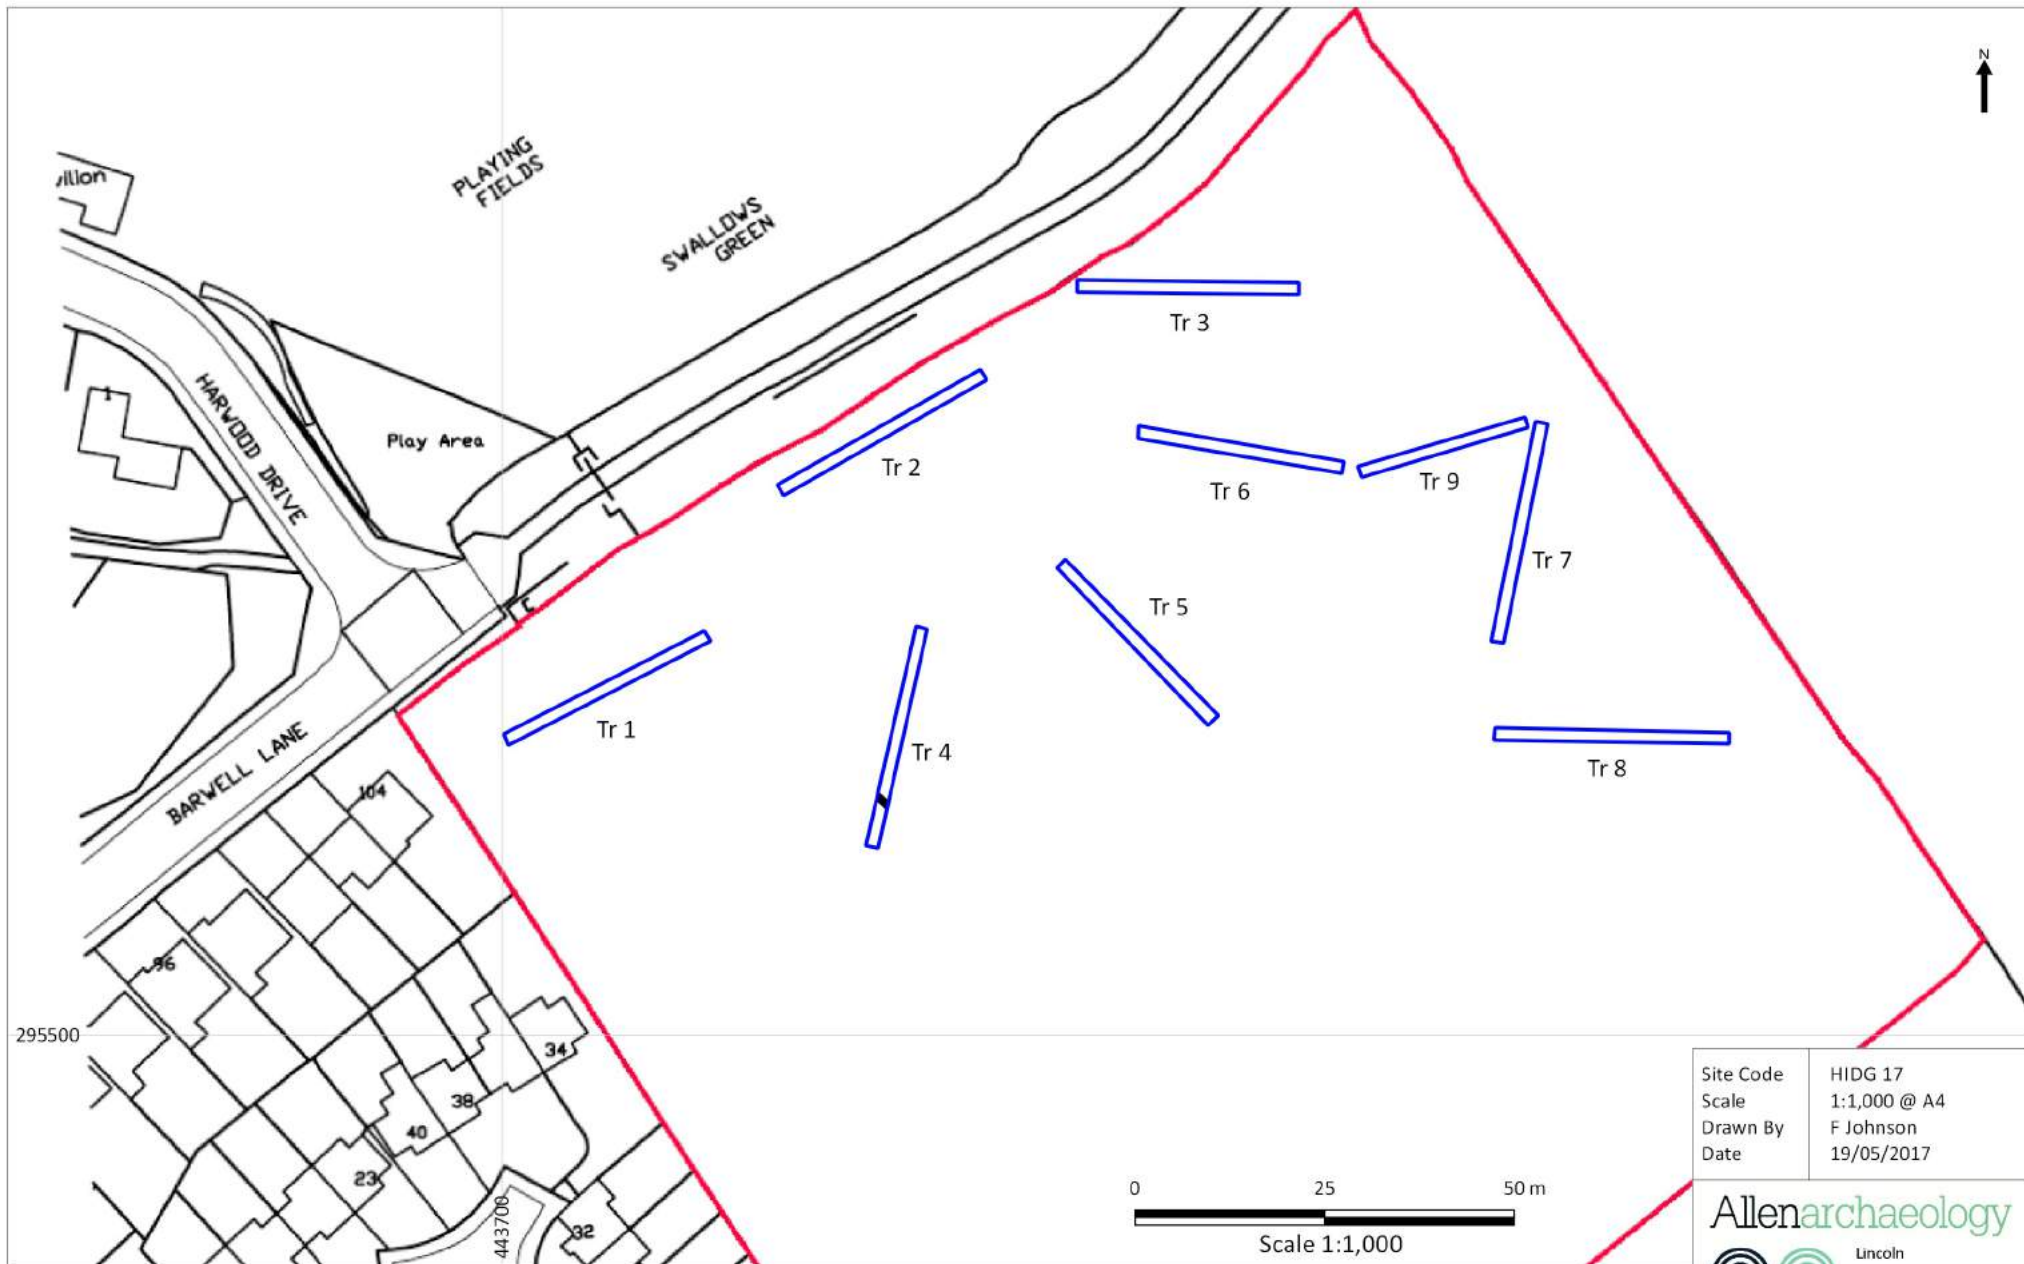 N
PLAYING
FIELDS
SWALLOWS
GREEN
HARWOOD DRIVE
1
Play Area
BARWELL LANE
104
96
34
38
40
23
32
Tr 3
Tr 2
Tr 6
Tr 9
Tr 7
Tr 5
Tr 1
Tr 4
Tr 8
295500
443700
0 25 50 m
Scale 1:1,000
Site Code HIDG 17
Scale 1:1,000 @ A4
Drawn By F Johnson
Date 19/05/2017
Allenarchaeology
Lincoln